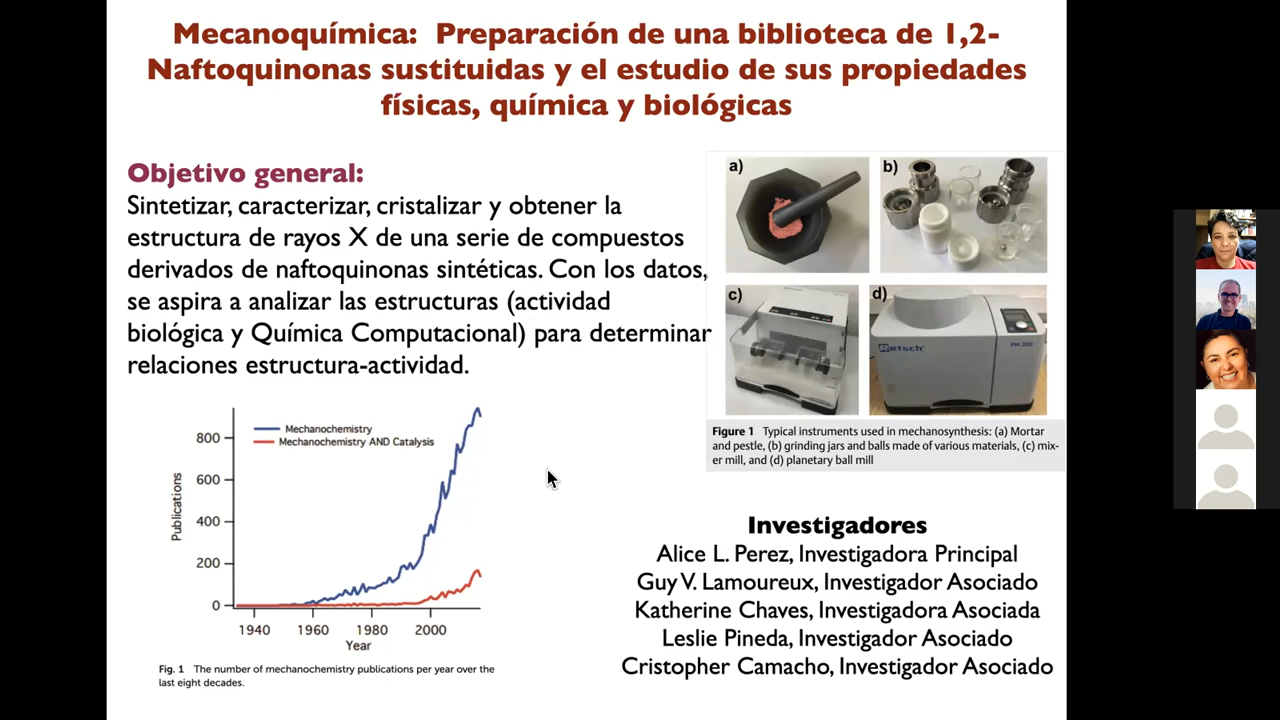 Mecanoquímica: Preparación de una biblioteca de 1,2-
Naftoquinonas sustituidas y el estudio de sus propiedades
físicas, química y biológicas
Objetivo general:
Sintetizar, caracterizar, cristalizar y obtener la
estructura de rayos X de una serie de compuestos
derivados de naftoquinonas sintéticas. Con los datos,
se aspira a analizar las estructuras (actividad
biológica y Química Computacional) para determinar
relaciones estructura-actividad.
a)
b)
c)
d)
Retsch
PM 200
Figure 1 Typical instruments used in mechanosynthesis: (a) Mortar
and pestle, (b) grinding jars and balls made of various materials, (c) mix-
er mill, and (d) planetary ball mill
Mechanochemistry
Mechanochemistry AND Catalysis
Publications
800
600
400
200
0
1940
1960
1980
2000
Year
Fig. 1 The number of mechanochemistry publications per year over the
last eight decades.
Investigadores
Alice L. Perez, Investigadora Principal
Guy V. Lamoureux, Investigador Asociado
Katherine Chaves, Investigadora Asociada
Leslie Pineda, Investigador Asociado
Cristopher Camacho, Investigador Asociado